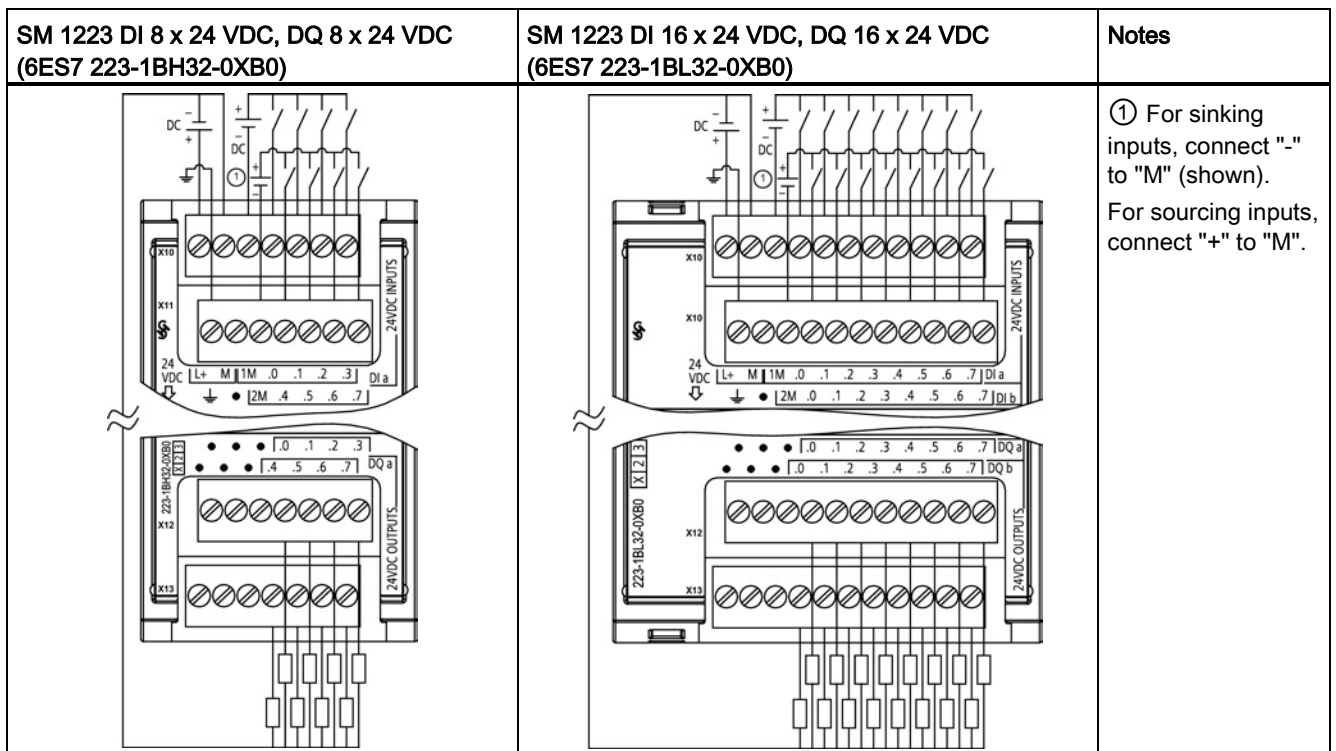 SM 1223 DI 8 x 24 VDC, DQ 8 x 24 VDC
(6ES7 223-1BH32-0XB0)
SM 1223 DI 16 x 24 VDC, DQ 16 x 24 VDC
(6ES7 223-1BL32-0XB0)
Notes
DC - +
+ - DC
① + -
X10
X11
24VDC INPUTS
24 VDC
L+ M 1M .0 .1 .2 .3 DI a
2M .4 .5 .6 .7
.0 .1 .2 .3
.4 .5 .6 .7 DQ a
223-1BH32-0XB0
X 2 3
X12
X13
24VDC OUTPUTS
DC - +
+ - DC
① + -
X10
X10
24VDC INPUTS
24 VDC
L+ M 1M .0 .1 .2 .3 .4 .5 .6 .7 DI a
2M .0 .1 .2 .3 .4 .5 .6 .7 DI b
.0 .1 .2 .3 .4 .5 .6 .7 DQ a
.0 .1 .2 .3 .4 .5 .6 .7 DQ b
223-1BL32-0XB0
X 2 3
X12
X13
24VDC OUTPUTS
① For sinking
inputs, connect "-"
to "M" (shown).
For sourcing inputs,
connect "+" to "M".